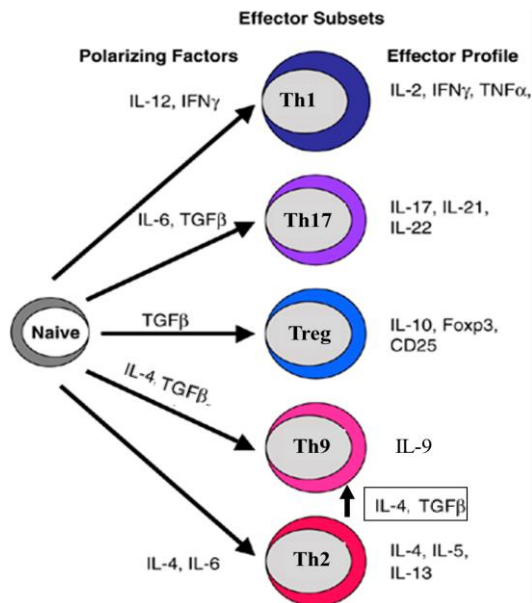 Effector Subsets
Polarizing Factors
Effector Profile
IL-12, IFNγ
Th1
IL-2, IFNγ, TNFα,
IL-6, TGFβ
Th17
IL-17, IL-21,
IL-22
Naive
TGFβ
Treg
IL-10, Foxp3,
CD25
IL-4, TGFβ
Th9
IL-9
IL-4, TGFβ
IL-4, IL-6
Th2
IL-4, IL-5,
IL-13